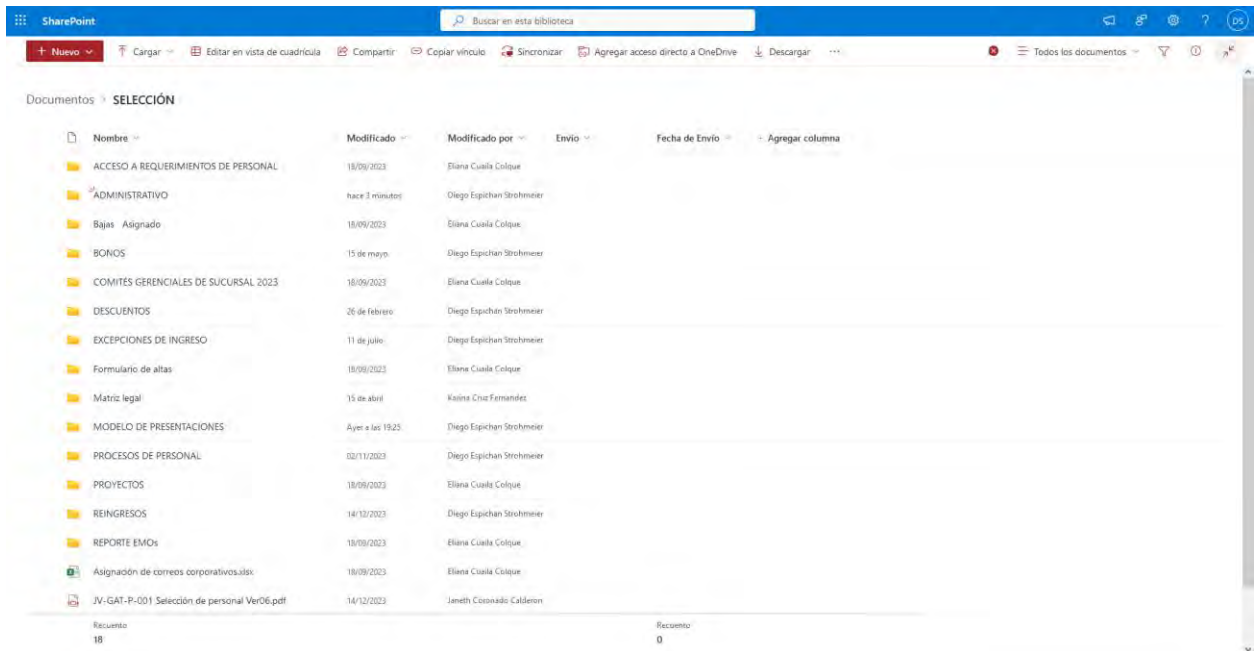 SharePoint Buscar en esta biblioteca ? DS
+ Nuevo Cargar Editar en vista de cuadrícula Compartir Copiar vínculo Sincronizar Agregar acceso directo a OneDrive Descargar ... Todos los documentos
Documentos > SELECCIÓN
Nombre Modificado Modificado por Envío Fecha de Envío + Agregar columna
ACCESO A REQUERIMIENTOS DE PERSONAL 18/09/2023 Eliana Cuaila Colque
ADMINISTRATIVO hace 3 minutos Diego Espichan Strohmeier
Bajas Asignado 18/09/2023 Eliana Cuaila Colque
BONOS 15 de mayo Diego Espichan Strohmeier
COMITÉS GERENCIALES DE SUCURSAL 2023 18/09/2023 Eliana Cuaila Colque
DESCUENTOS 26 de febrero Diego Espichan Strohmeier
EXCEPCIONES DE INGRESO 11 de julio Diego Espichan Strohmeier
Formulario de altas 18/09/2023 Eliana Cuaila Colque
Matriz legal 15 de abril Karina Cruz Fernandez
MODELO DE PRESENTACIONES Ayer a las 19:25 Diego Espichan Strohmeier
PROCESOS DE PERSONAL 02/11/2023 Diego Espichan Strohmeier
PROYECTOS 18/09/2023 Eliana Cuaila Colque
REINGRESOS 14/12/2023 Diego Espichan Strohmeier
REPORTE EMOs 18/09/2023 Eliana Cuaila Colque
Asignación de correos corporativos.xlsx 18/09/2023 Eliana Cuaila Colque
JV-GAT-P-001 Selección de personal Ver06.pdf 14/12/2023 Janeth Coronado Calderon
Recuento Recuento
18 0